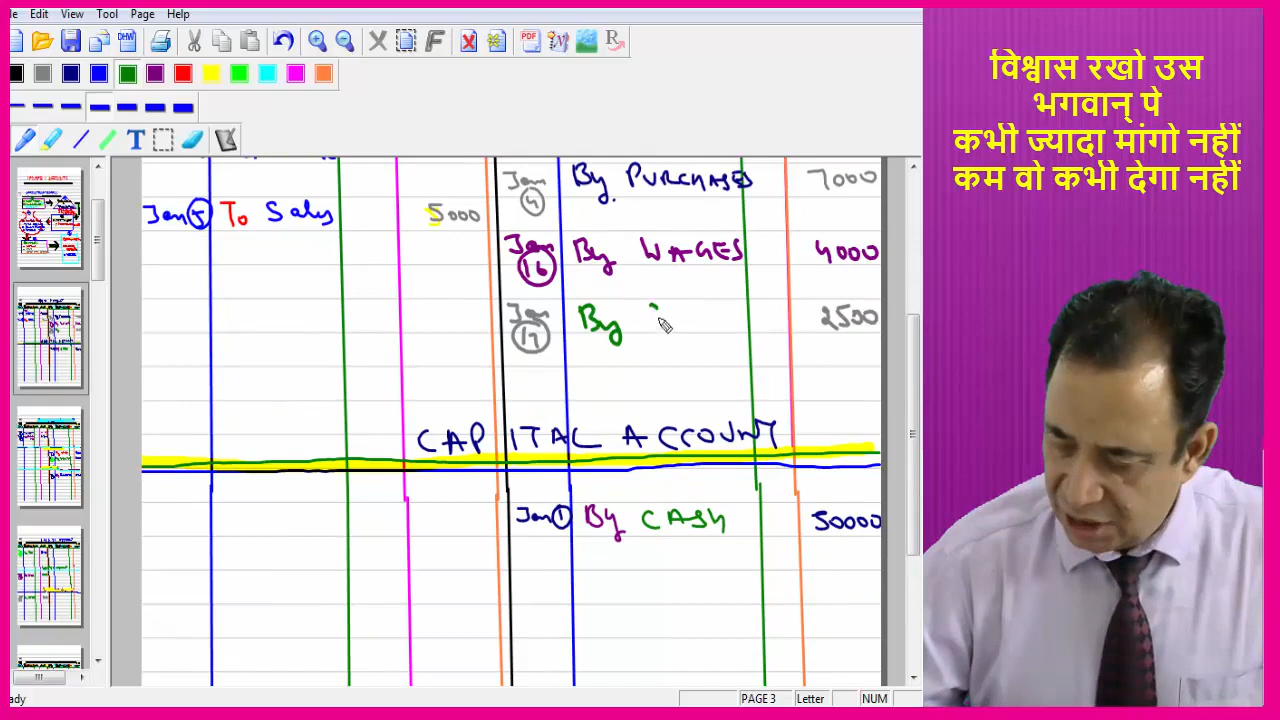 Edit View Tool Page Help
DHW
PDF
विश्वास रखो उस
भगवान् पे
कभी ज्यादा मांगो नहीं
कम वो कभी देगा नहीं
Jan 4 By PURCHASES 7000
Jan 5 To Sales 5000
Jan 16 By WAGES 4000
Jan 17 By 2500
CAPITAL ACCOUNT
Jan 1 By CASH 50000
PAGE 3 Letter NUM